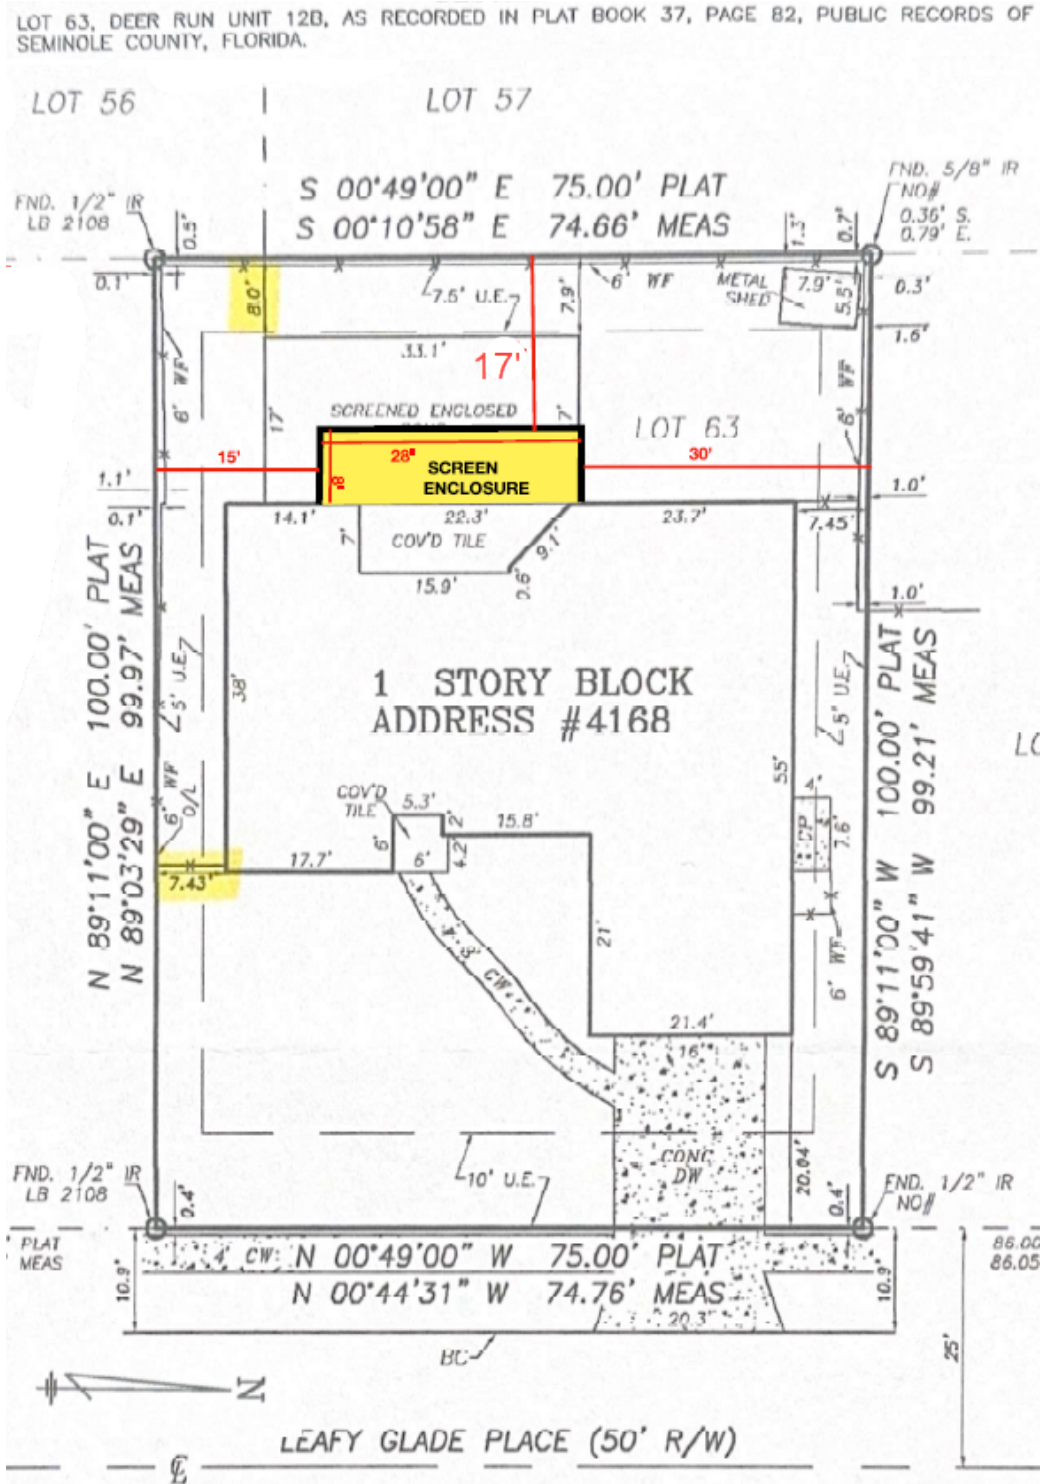 LOT 63, DEER RUN UNIT 12B, AS RECORDED IN PLAT BOOK 37, PAGE 82, PUBLIC RECORDS OF
SEMINOLE COUNTY, FLORIDA.
LOT 56
LOT 57
S 00°49'00" E 75.00' PLAT
S 00°10'58" E 74.66' MEAS
FND. 1/2" IR
LB 2108
FND. 5/8" IR
NO#
0.36' S.
0.79' E.
0.5'
1.3'
0.7'
0.1'
8.0'
7.5' U.E.
7.9'
6' WF
METAL
SHED
7.9'
5.5'
0.3'
1.6'
33.1'
17'
6' WF
17'
SCREENED ENCLOSED
7'
LOT 63
6' WF
15'
28"
8"
SCREEN
ENCLOSURE
30'
1.1'
0.1'
1.0'
14.1'
22.3'
23.7'
7.45'
7'
COV'D TILE
9.1'
15.9'
0.6'
1.0'
N 89°11'00" E 100.00' PLAT
N 89°03'29" E 99.97' MEAS
5' U.E.
38'
1 STORY BLOCK
ADDRESS #4168
55'
5' U.E.
S 89°11'00" W 100.00' PLAT
S 89°59'41" W 99.21' MEAS
LO
6' WF
O/L
COV'D
TILE
5.3'
2'
15.8'
6'
6'
4.2'
4'
CP
7.6'
17.7'
7.43'
21'
CW
6' WF
21.4'
16'
CONC
DW
20.04'
10' U.E.
FND. 1/2" IR
LB 2108
0.4'
0.4'
FND. 1/2" IR
NO#
PLAT
MEAS
4' CW
N 00°49'00" W 75.00' PLAT
N 00°44'31" W 74.76' MEAS
86.00
86.05
10.9'
10.9'
20.3'
BC
25'
N
LEAFY GLADE PLACE (50' R/W)